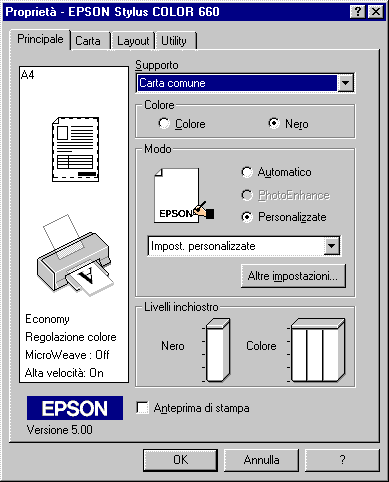 Proprietà - EPSON Stylus COLOR 660
Principale Carta Layout Utility
A4
Supporto
Carta comune
Colore
Colore Nero
Modo
EPSON
Automatico
PhotoEnhance
Personalizzate
Impost. personalizzate
Altre impostazioni...
Economy
Regolazione colore
MicroWeave : Off
Alta velocità: On
Livelli inchiostro
Nero Colore
EPSON
Versione 5.00
Anteprima di stampa
OK Annulla ?